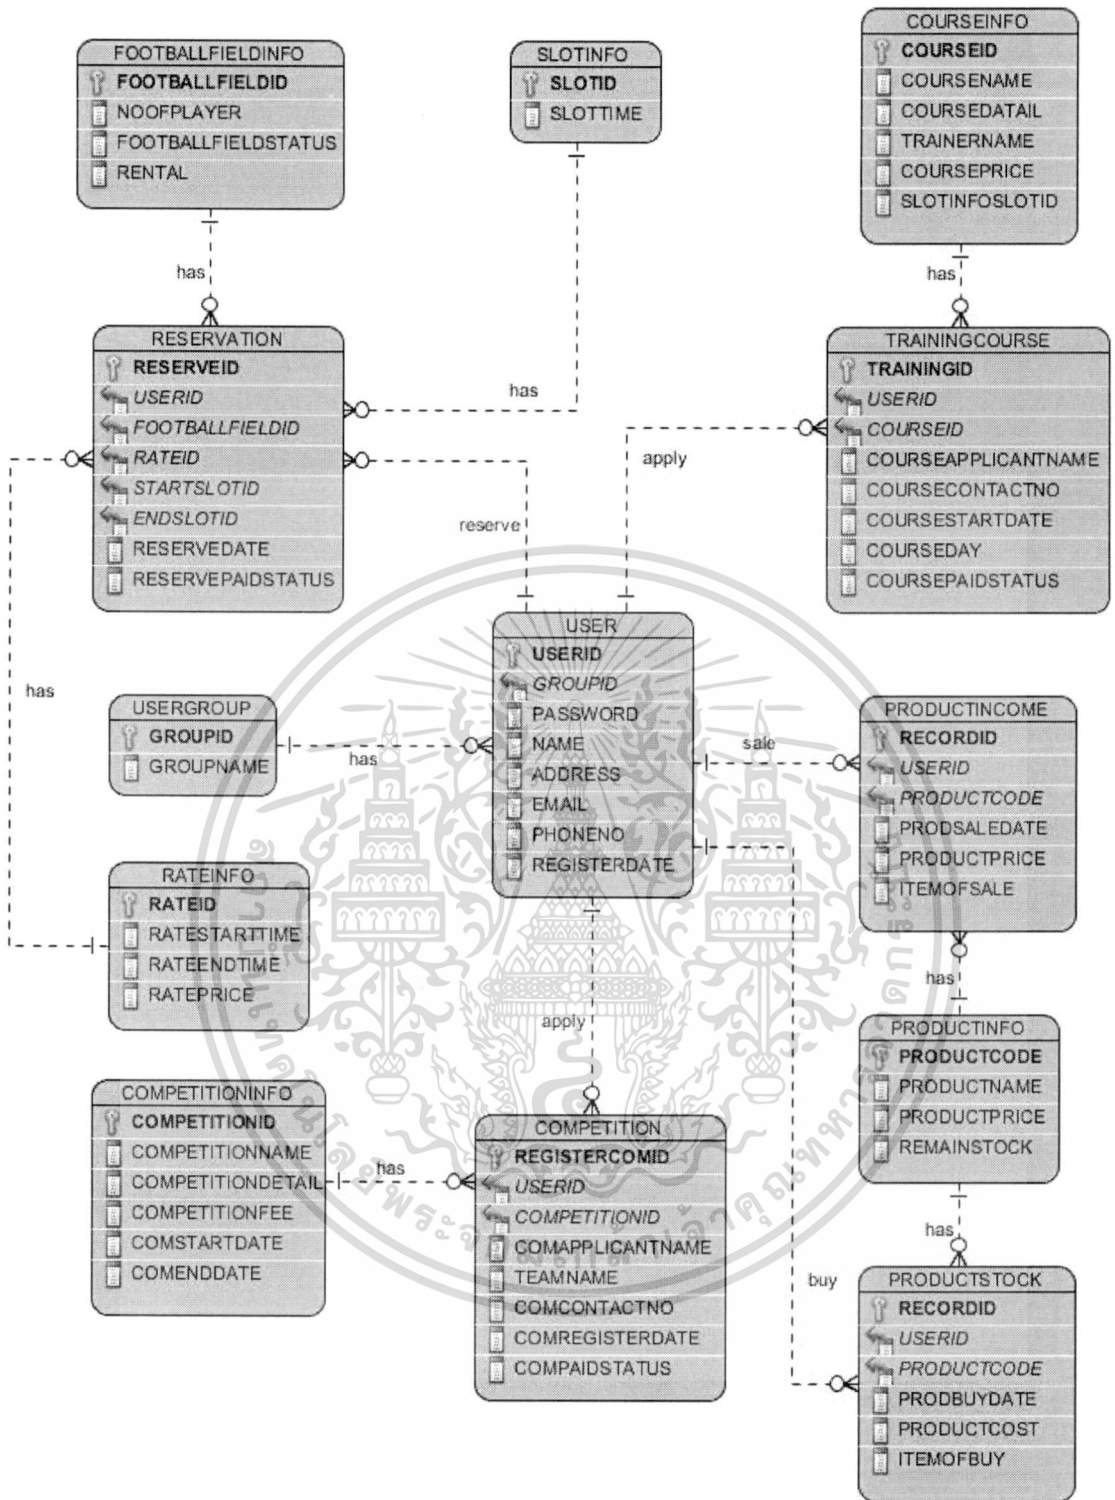 FOOTBALLFIELDINFO
FOOTBALLFIELDID
NOOFPLAYER
FOOTBALLFIELDSTATUS
RENTAL
SLOTINFO
SLOTID
SLOTTIME
COURSEINFO
COURSEID
COURSENAME
COURSEDATAIL
TRAINERNAME
COURSEPRICE
SLOTINFOSLOTID
has
has
RESERVATION
RESERVEID
USERID
FOOTBALLFIELDID
RATEID
STARTSLOTID
ENDSLOTID
RESERVEDATE
RESERVEPAIDSTATUS
has
reserve
apply
TRAININGCOURSE
TRAININGID
USERID
COURSEID
COURSEAPPLICANTNAME
COURSECONTACTNO
COURSESTARTDATE
COURSEDAY
COURSEPAIDSTATUS
has
USERGROUP
GROUPID
GROUPNAME
has
USER
USERID
GROUPID
PASSWORD
NAME
ADDRESS
EMAIL
PHONENO
REGISTERDATE
sale
PRODUCTINCOME
RECORDID
USERID
PRODUCTCODE
PRODSALEDATE
PRODUCTPRICE
ITEMOFSALE
RATEINFO
RATEID
RATESTARTTIME
RATEENDTIME
RATEPRICE
apply
has
PRODUCTINFO
PRODUCTCODE
PRODUCTNAME
PRODUCTPRICE
REMAINSTOCK
COMPETITIONINFO
COMPETITIONID
COMPETITIONNAME
COMPETITIONDETAIL
COMPETITIONFEE
COMSTARTDATE
COMENDDATE
has
COMPETITION
REGISTERCOMID
USERID
COMPETITIONID
COMAPPLICANTNAME
TEAMNAME
COMCONTACTNO
COMREGISTERDATE
COMPAIDSTATUS
has
buy
PRODUCTSTOCK
RECORDID
USERID
PRODUCTCODE
PRODBUYDATE
PRODUCTCOST
ITEMOFBUY